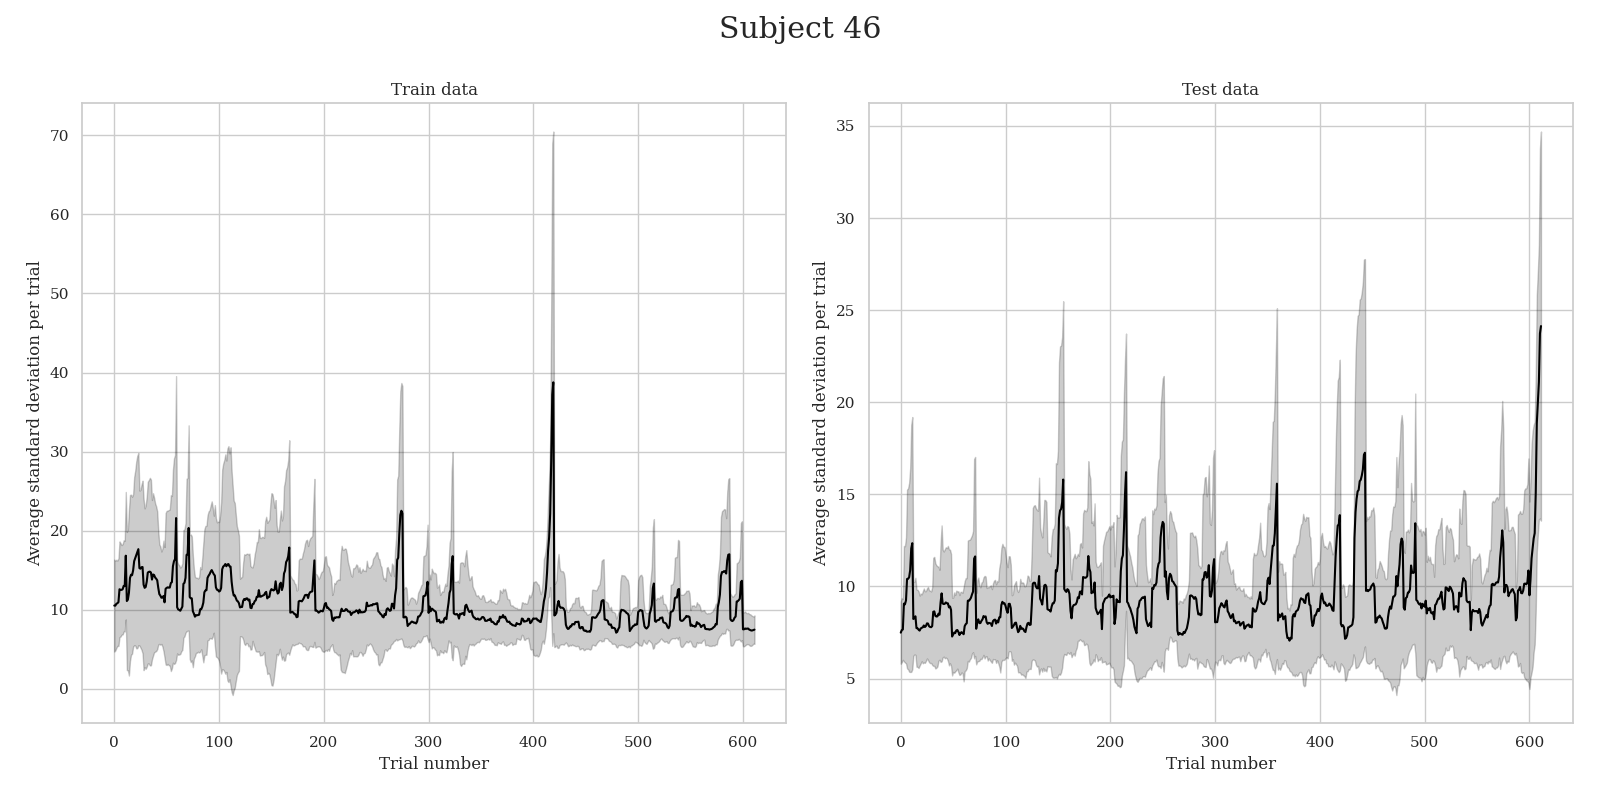 Subject 46
Train data
Average standard deviation per trial
70
60
50
40
30
20
10
0
0 100 200 300 400 500 600
Trial number
Test data
Average standard deviation per trial
35
30
25
20
15
10
5
0 100 200 300 400 500 600
Trial number